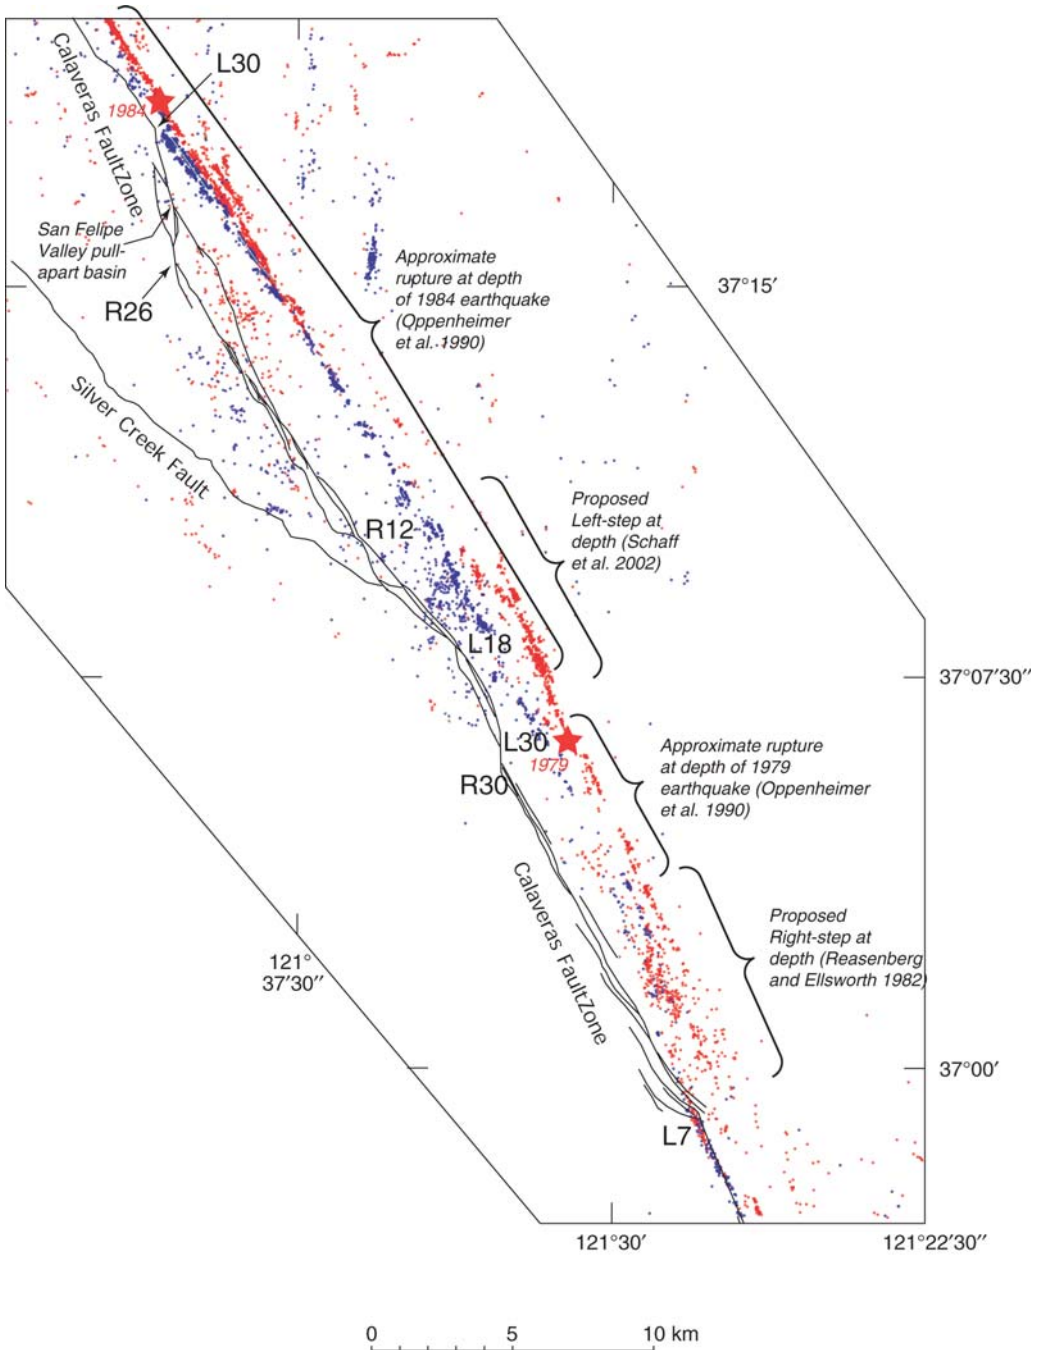 Calaveras FaultZone
L30
1984
San Felipe
Valley pull-
apart basin
R26
Approximate
rupture at depth
of 1984 earthquake
(Oppenheimer
et al. 1990)
37°15′
Silver Creek Fault
R12
Proposed
Left-step at
depth (Schaff
et al. 2002)
L18
37°07′30″
L30
1979
R30
Approximate rupture
at depth of 1979
earthquake (Oppenheimer
et al. 1990)
Calaveras FaultZone
Proposed
Right-step at
depth (Reasenberg
and Ellsworth 1982)
121°
37′30″
37°00′
L7
121°30′
121°22′30″
0 5 10 km